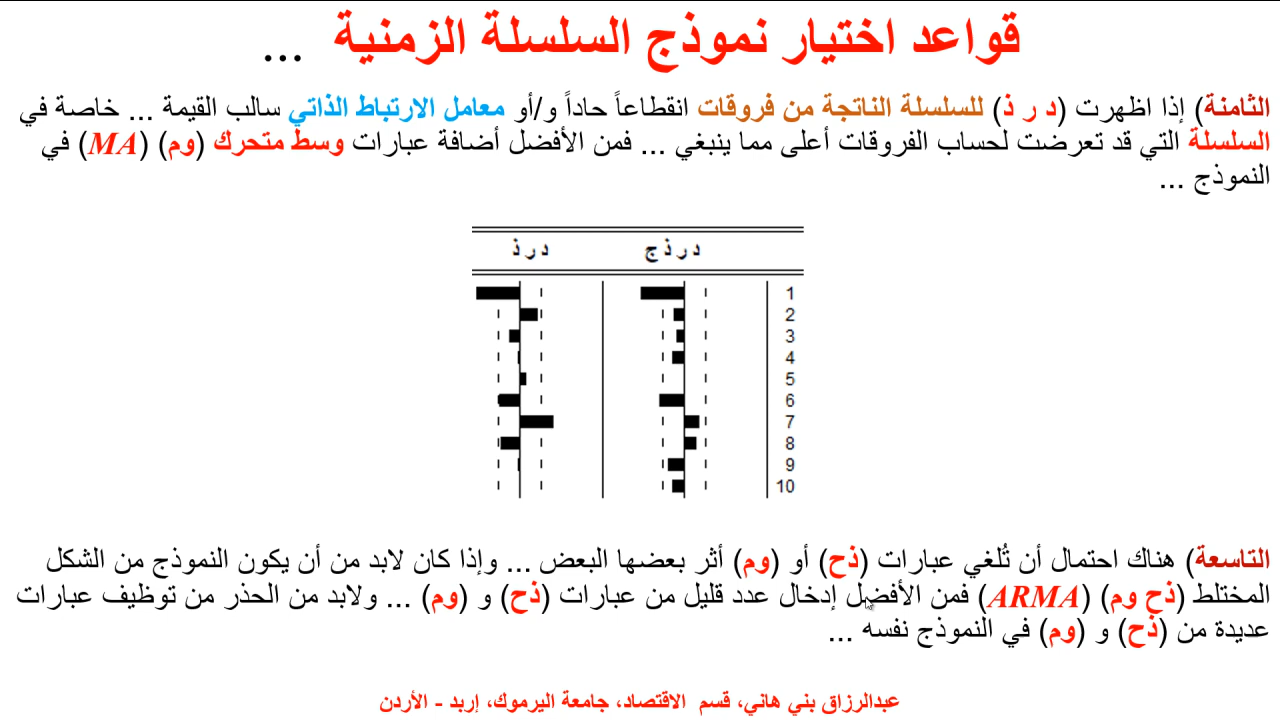 قواعد اختيار نموذج السلسلة الزمنية ...
الثامنة) إذا اظهرت (د ر ذ) للسلسلة الناتجة من فروقات انقطاعاً حاداً و/أو معامل الارتباط الذاتي سالب القيمة ... خاصة في
السلسلة التي قد تعرضت لحساب الفروقات أعلى مما ينبغي ... فمن الأفضل أضافة عبارات وسط متحرك (وم) (MA) في
النموذج ...
د ر ذ ج د ر ذ
1
2
3
4
5
6
7
8
9
10
التاسعة) هناك احتمال أن تُلغي عبارات (ذح) أو (وم) أثر بعضها البعض ... وإذا كان لابد من أن يكون النموذج من الشكل
المختلط (ذح وم) (ARMA) فمن الأفضل إدخال عدد قليل من عبارات (ذح) و (وم) ... ولابد من الحذر من توظيف عبارات
عديدة من (ذح) و (وم) في النموذج نفسه ...
عبدالرزاق بني هاني، قسم الاقتصاد، جامعة اليرموك، إربد - الأردن